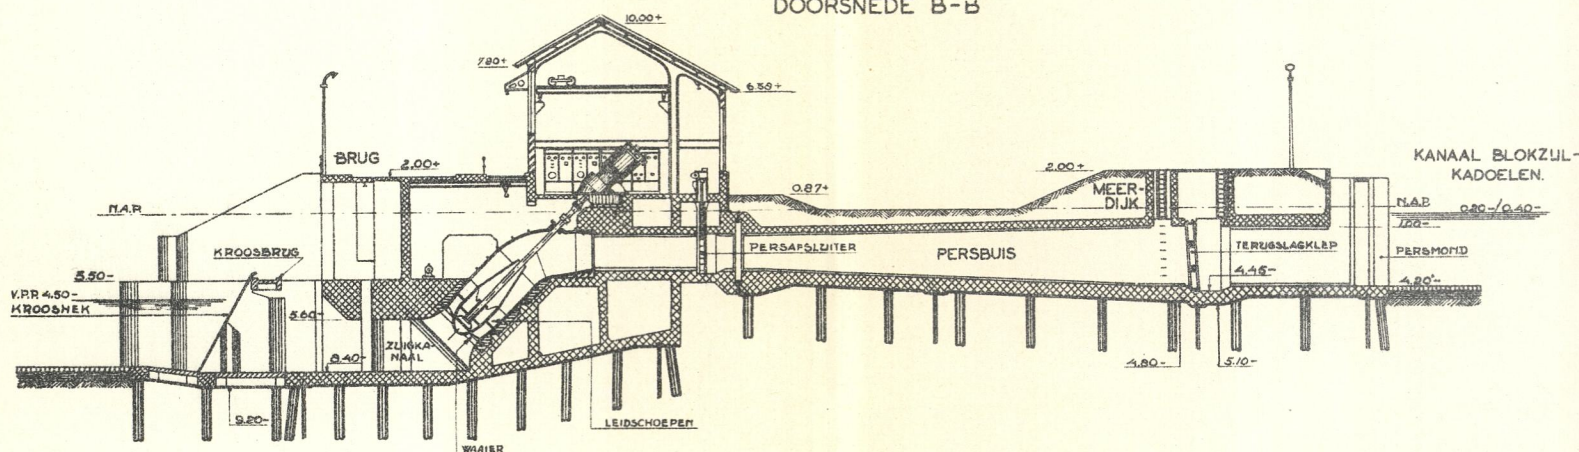 DOORSNEDE B-B
10.00+
7.80+
6.59+
BRUG
2.00+
2.00+
KANAAL BLOKZIJL-
KADOELEN.
0.87+
MEER-
DIJK
N.A.P.
N.A.P.
0.20-/0.40-
1.00-
KROOSBRUG
PERSAFSLUITER
PERSBUIS
TERUGSLAGKLEP
PERSMOND
5.50-
4.45-
4.20-
V.P.P. 4.50-
KROOSHEK
5.60-
ZUIGKA-
NAAL
8.40-
4.80-
5.10-
9.20-
LEIDSCHOEPEN
WAAIER